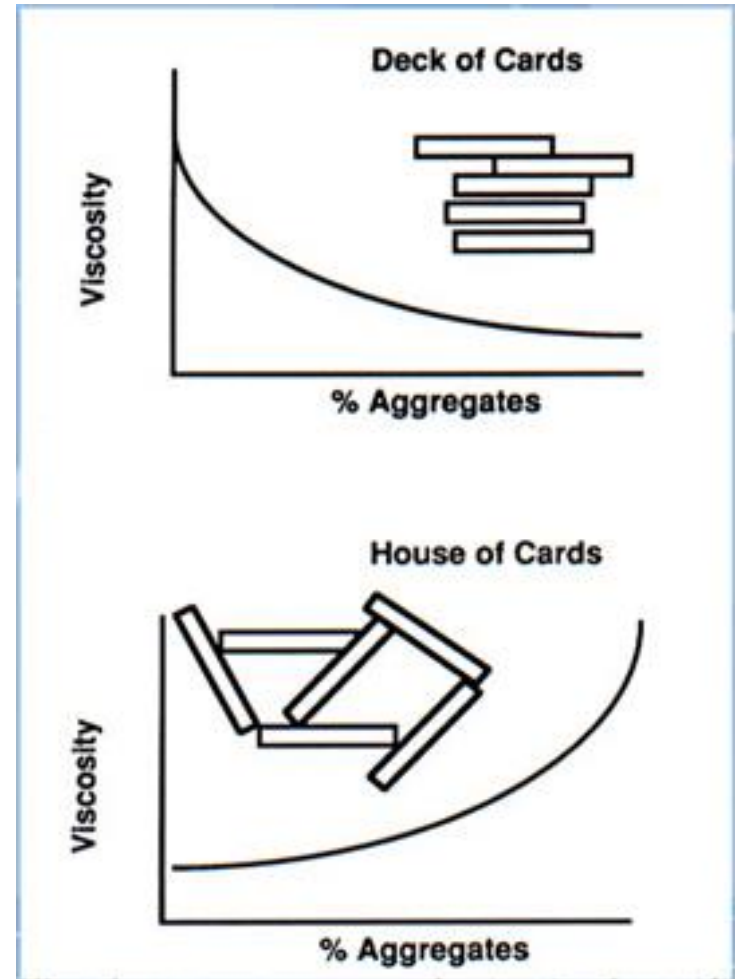 Deck of Cards
Viscosity
% Aggregates
House of Cards
Viscosity
% Aggregates